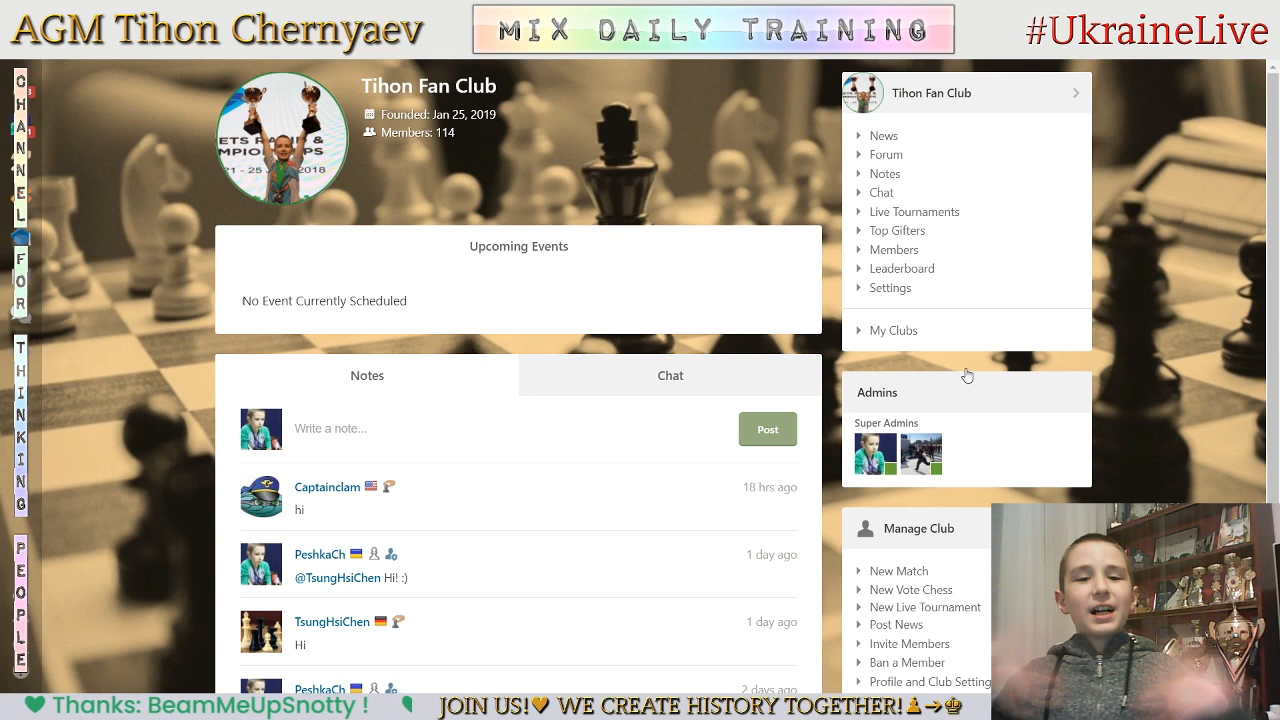 AGM Tihon Chernyaev
MIX DAILY TRAINING
#UkraineLive
CHANNEL FOR THINKING PEOPLE
Tihon Fan Club
Founded: Jan 25, 2019
Members: 114
21 - 25
2018
Upcoming Events
No Event Currently Scheduled
Notes
Chat
Write a note...
Post
Captainclam
18 hrs ago
hi
PeshkaCh
1 day ago
@TsungHsiChen Hi! :)
TsungHsiChen
1 day ago
Hi
PeshkaCh
2 days ago
Tihon Fan Club
News
Forum
Notes
Chat
Live Tournaments
Top Gifters
Members
Leaderboard
Settings
My Clubs
Admins
Super Admins
Manage Club
New Match
New Vote Chess
New Live Tournament
Post News
Invite Members
Ban a Member
Profile and Club Setting
Thanks: BeamMeUpSnotty !
JOIN US! WE CREATE HISTORY TOGETHER!